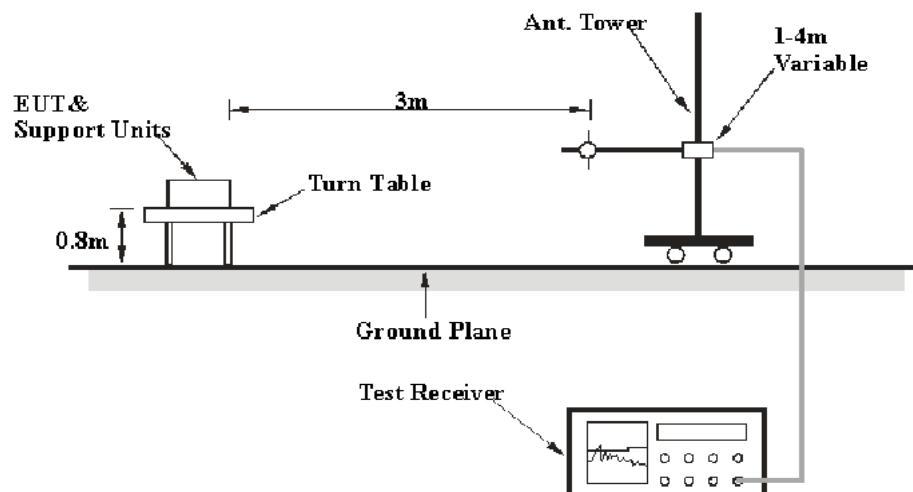 Ant. Tower
1-4m
Variable
3m
EUT &
Support Units
Turn Table
0.8m
Ground Plane
Test Receiver